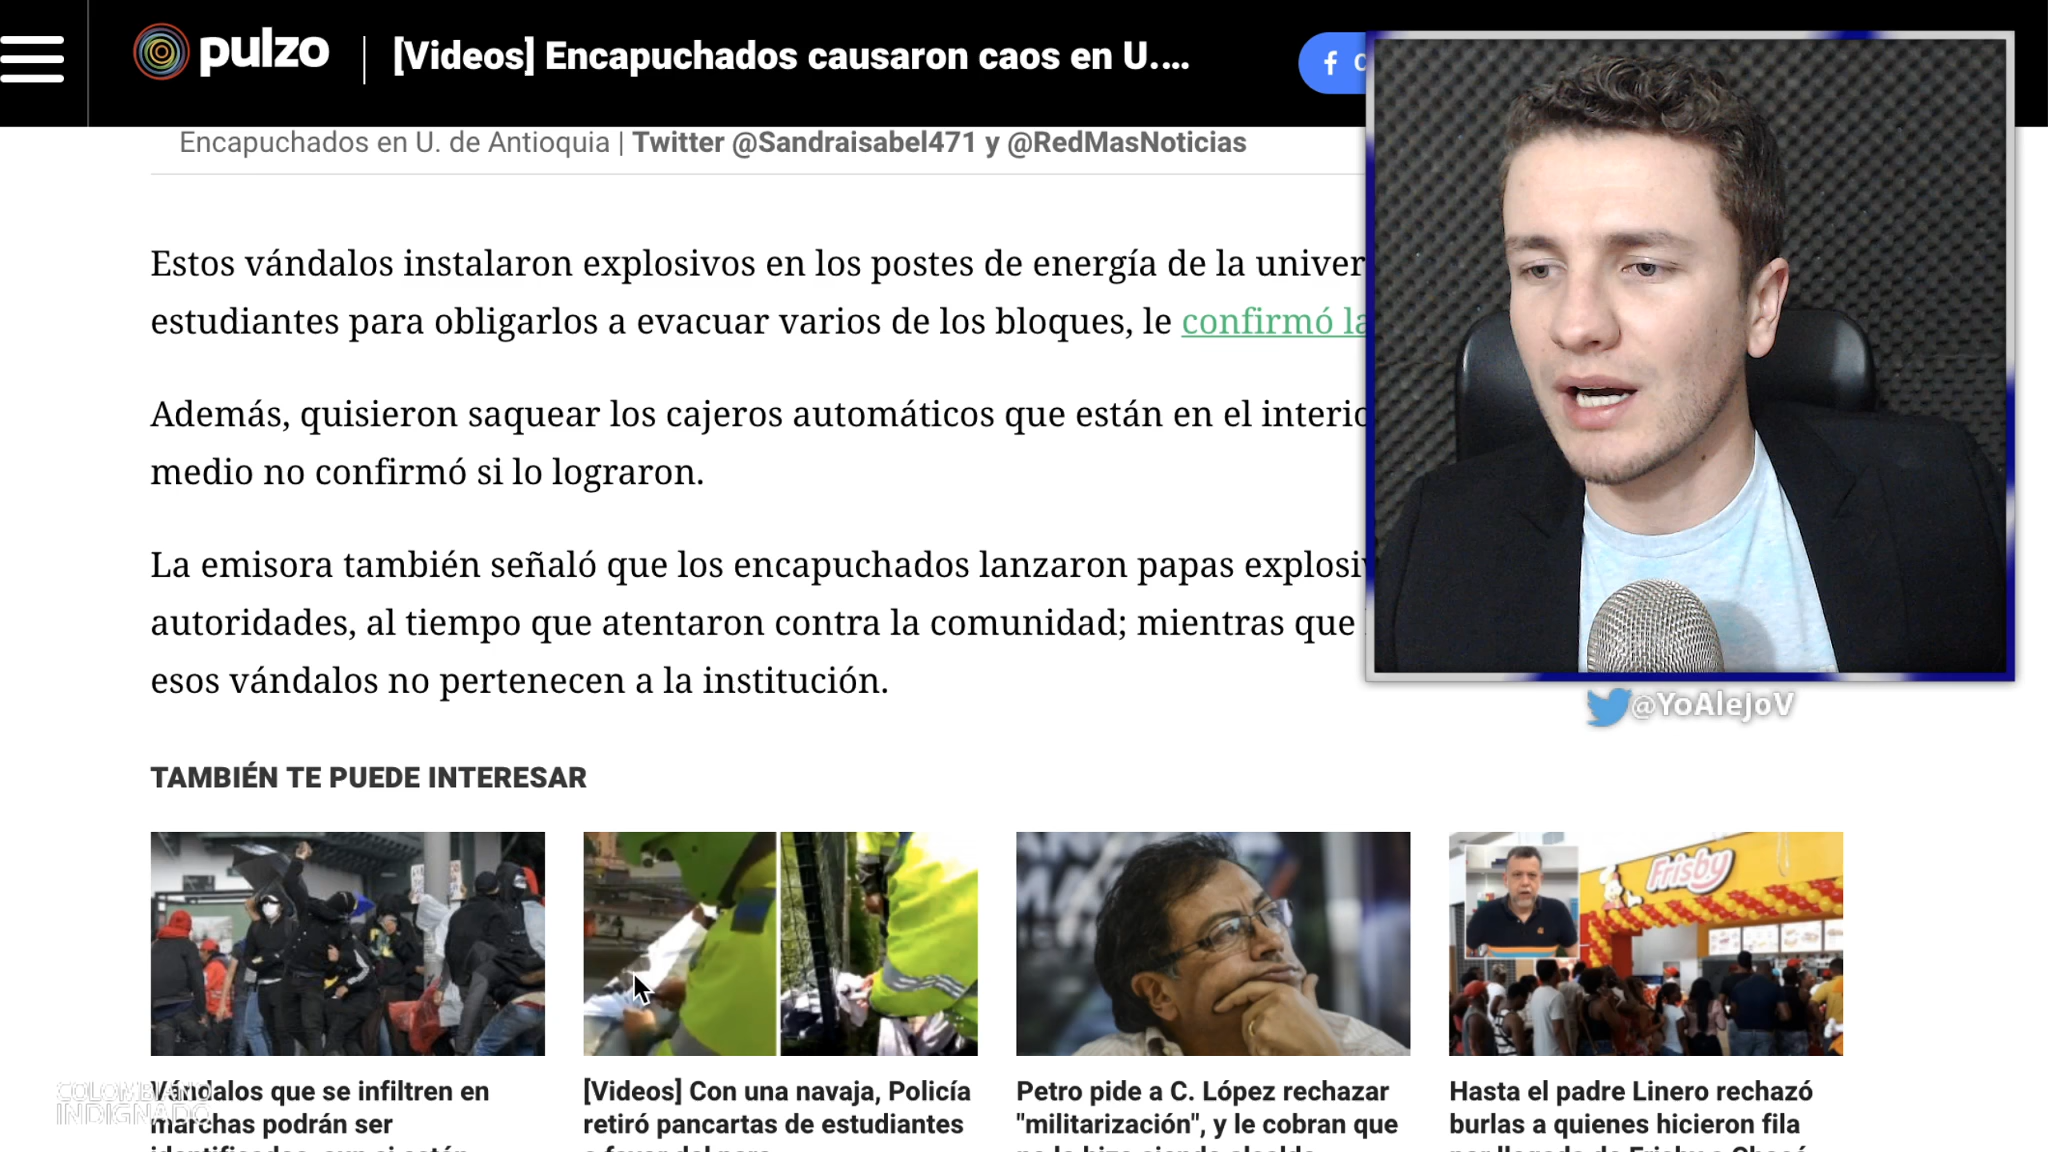 pulzo
[Videos] Encapuchados causaron caos en U....
Encapuchados en U. de Antioquia | Twitter @Sandraisabel471 y @RedMasNoticias
Estos vándalos instalaron explosivos en los postes de energía de la univer
estudiantes para obligarlos a evacuar varios de los bloques, le confirmó la
Además, quisieron saquear los cajeros automáticos que están en el interio
medio no confirmó si lo lograron.
La emisora también señaló que los encapuchados lanzaron papas explosiv
autoridades, al tiempo que atentaron contra la comunidad; mientras que
esos vándalos no pertenecen a la institución.
@YoAleJoV
TAMBIÉN TE PUEDE INTERESAR
Frisby
Vándalos que se infiltren en
marchas podrán ser
[Videos] Con una navaja, Policía
retiró pancartas de estudiantes
Petro pide a C. López rechazar
"militarización", y le cobran que
Hasta el padre Linero rechazó
burlas a quienes hicieron fila
COLOMBIANO
INDIGNADO